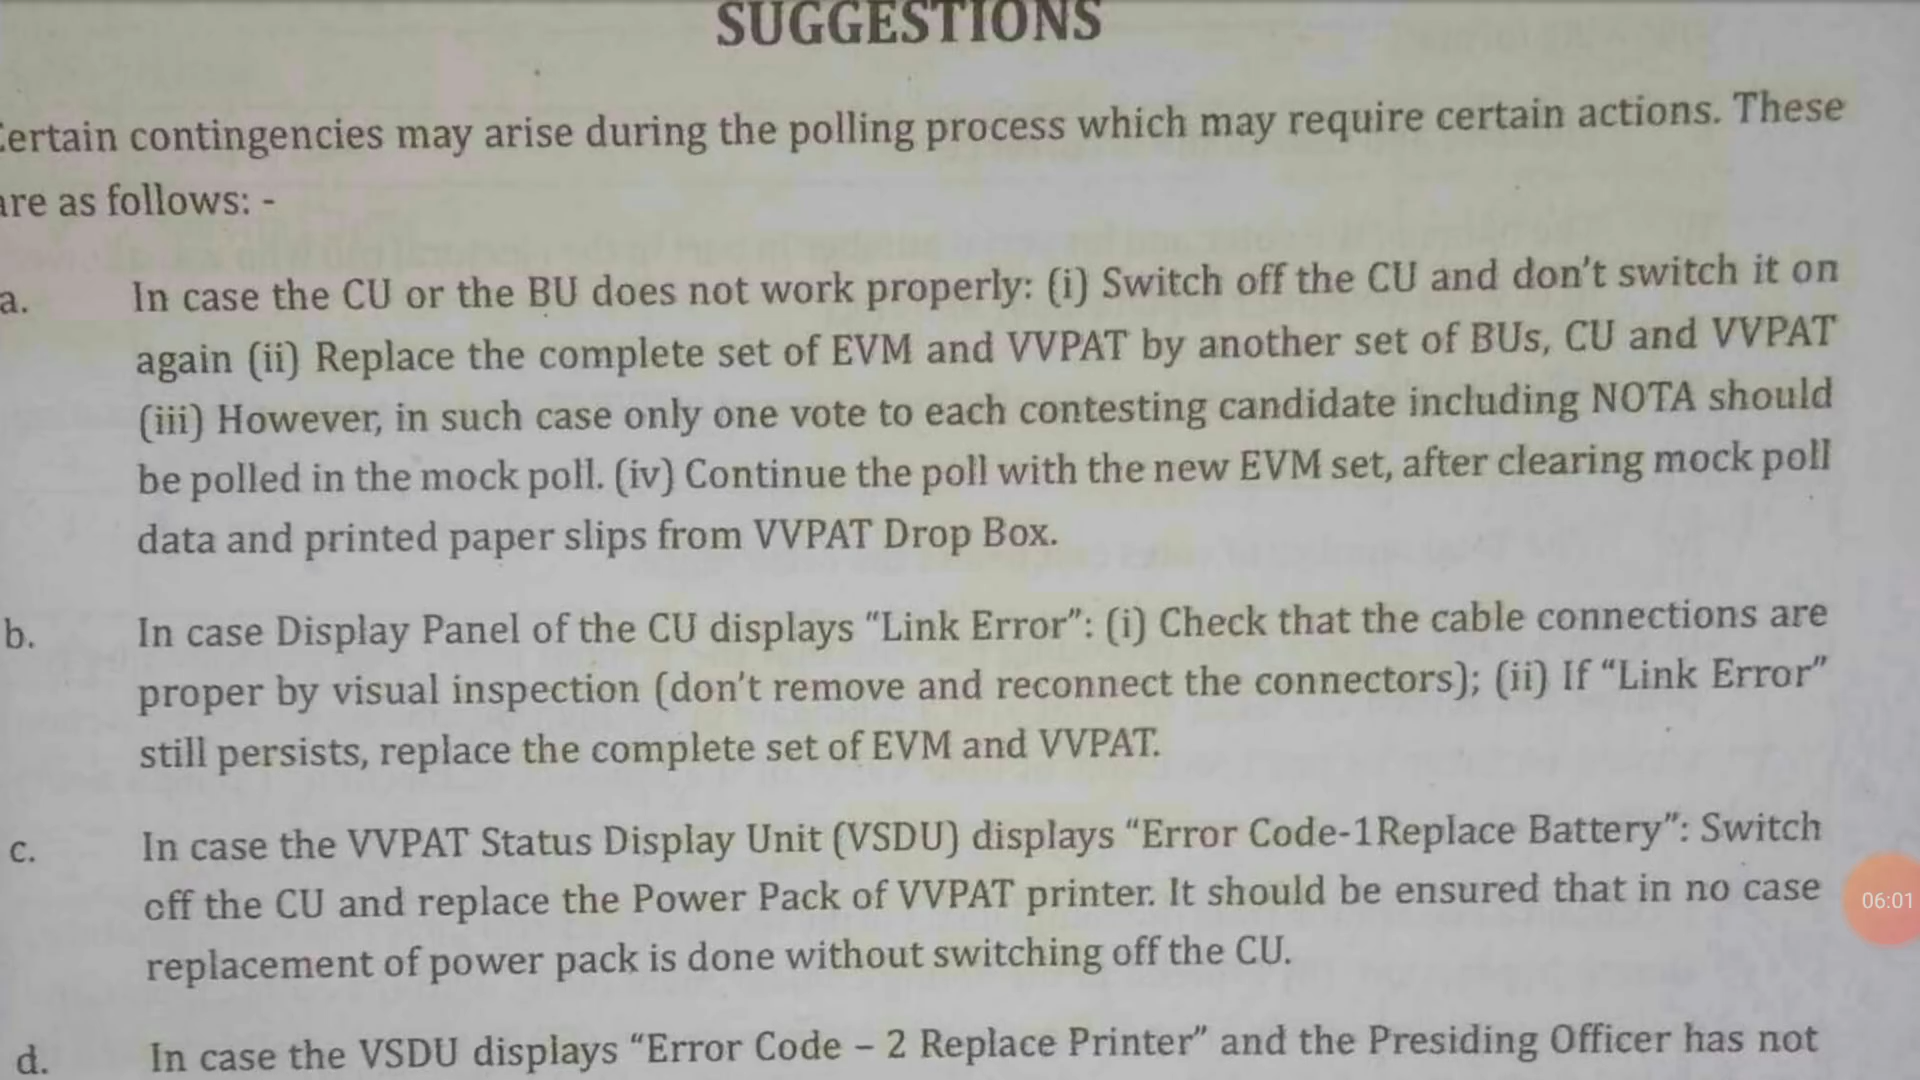 SUGGESTIONS
Certain contingencies may arise during the polling process which may require certain actions. These
are as follows: -
a. In case the CU or the BU does not work properly: (i) Switch off the CU and don't switch it on
again (ii) Replace the complete set of EVM and VVPAT by another set of BUs, CU and VVPAT
(iii) However, in such case only one vote to each contesting candidate including NOTA should
be polled in the mock poll. (iv) Continue the poll with the new EVM set, after clearing mock poll
data and printed paper slips from VVPAT Drop Box.
b. In case Display Panel of the CU displays “Link Error”: (i) Check that the cable connections are
proper by visual inspection (don't remove and reconnect the connectors); (ii) If “Link Error”
still persists, replace the complete set of EVM and VVPAT.
c. In case the VVPAT Status Display Unit (VSDU) displays “Error Code-1Replace Battery”: Switch
off the CU and replace the Power Pack of VVPAT printer. It should be ensured that in no case
06:01
replacement of power pack is done without switching off the CU.
d. In case the VSDU displays “Error Code – 2 Replace Printer” and the Presiding Officer has not